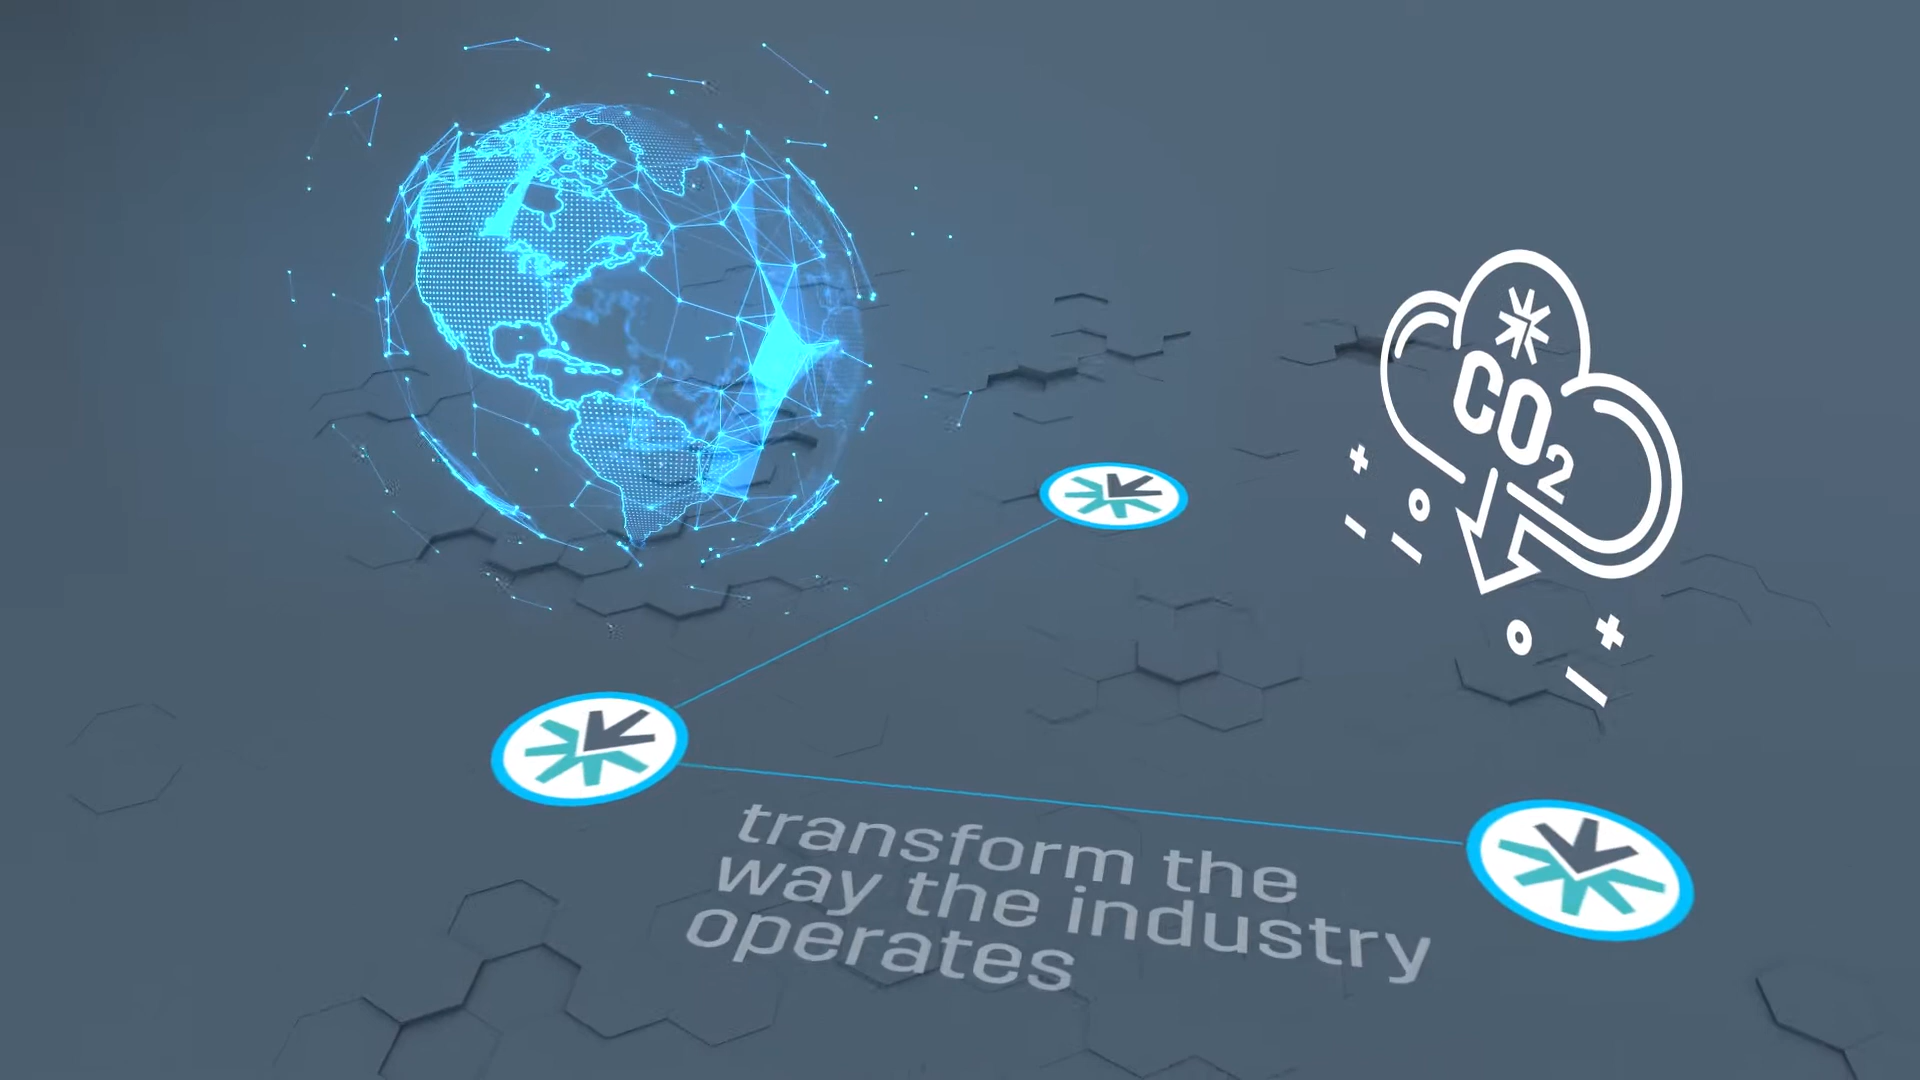 CO2
transform the
way the industry
operates